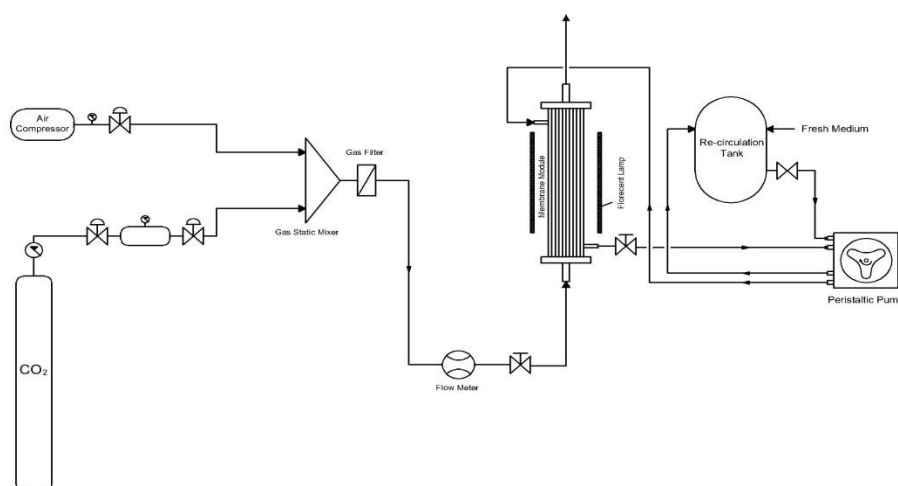 Air
Compressor
Gas Filter
Gas Static Mixer
CO₂
Flow Meter
Membrane Module
Florecent Lamp
Re-circulation
Tank
Fresh Medium
Peristaltic Pump